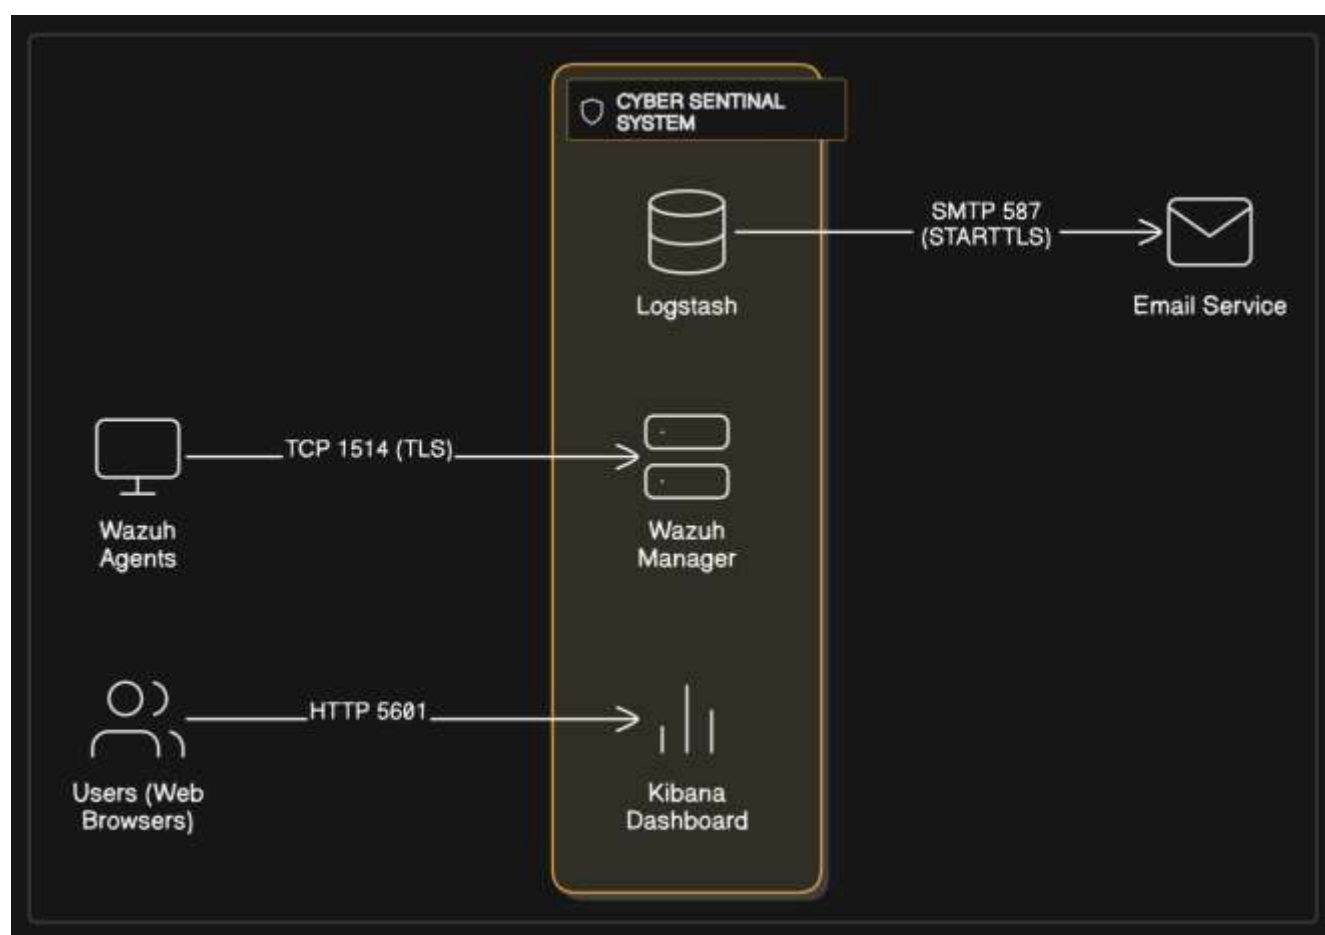 CYBER SENTINAL
SYSTEM
SMTP 587
(STARTTLS)
Logstash
Email Service
TCP 1514 (TLS)
Wazuh
Agents
Wazuh
Manager
HTTP 5601
Users (Web
Browsers)
Kibana
Dashboard